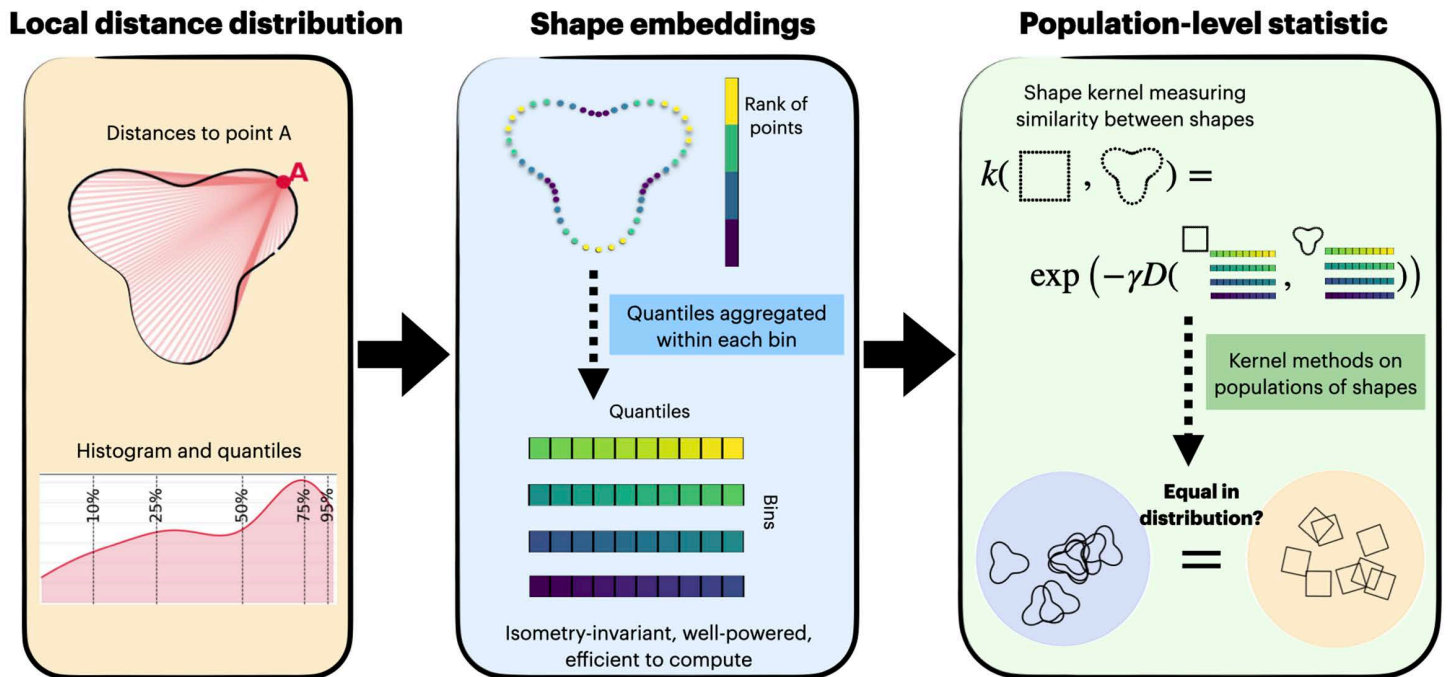 Local distance distribution
Distances to point A
A
Histogram and quantiles
10%
25%
50%
75%
95%
Shape embeddings
Rank of
points
Quantiles aggregated
within each bin
Quantiles
Bins
Isometry-invariant, well-powered,
efficient to compute
Population-level statistic
Shape kernel measuring
similarity between shapes
k( , ) =
exp (−γD( , ))
Kernel methods on
populations of shapes
Equal in
distribution?
=